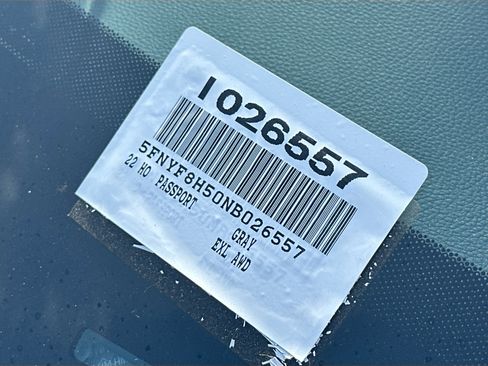 1026557
5FNYF8H50NB026557
22 HO PASSPORT
GRAY
EXL AWD